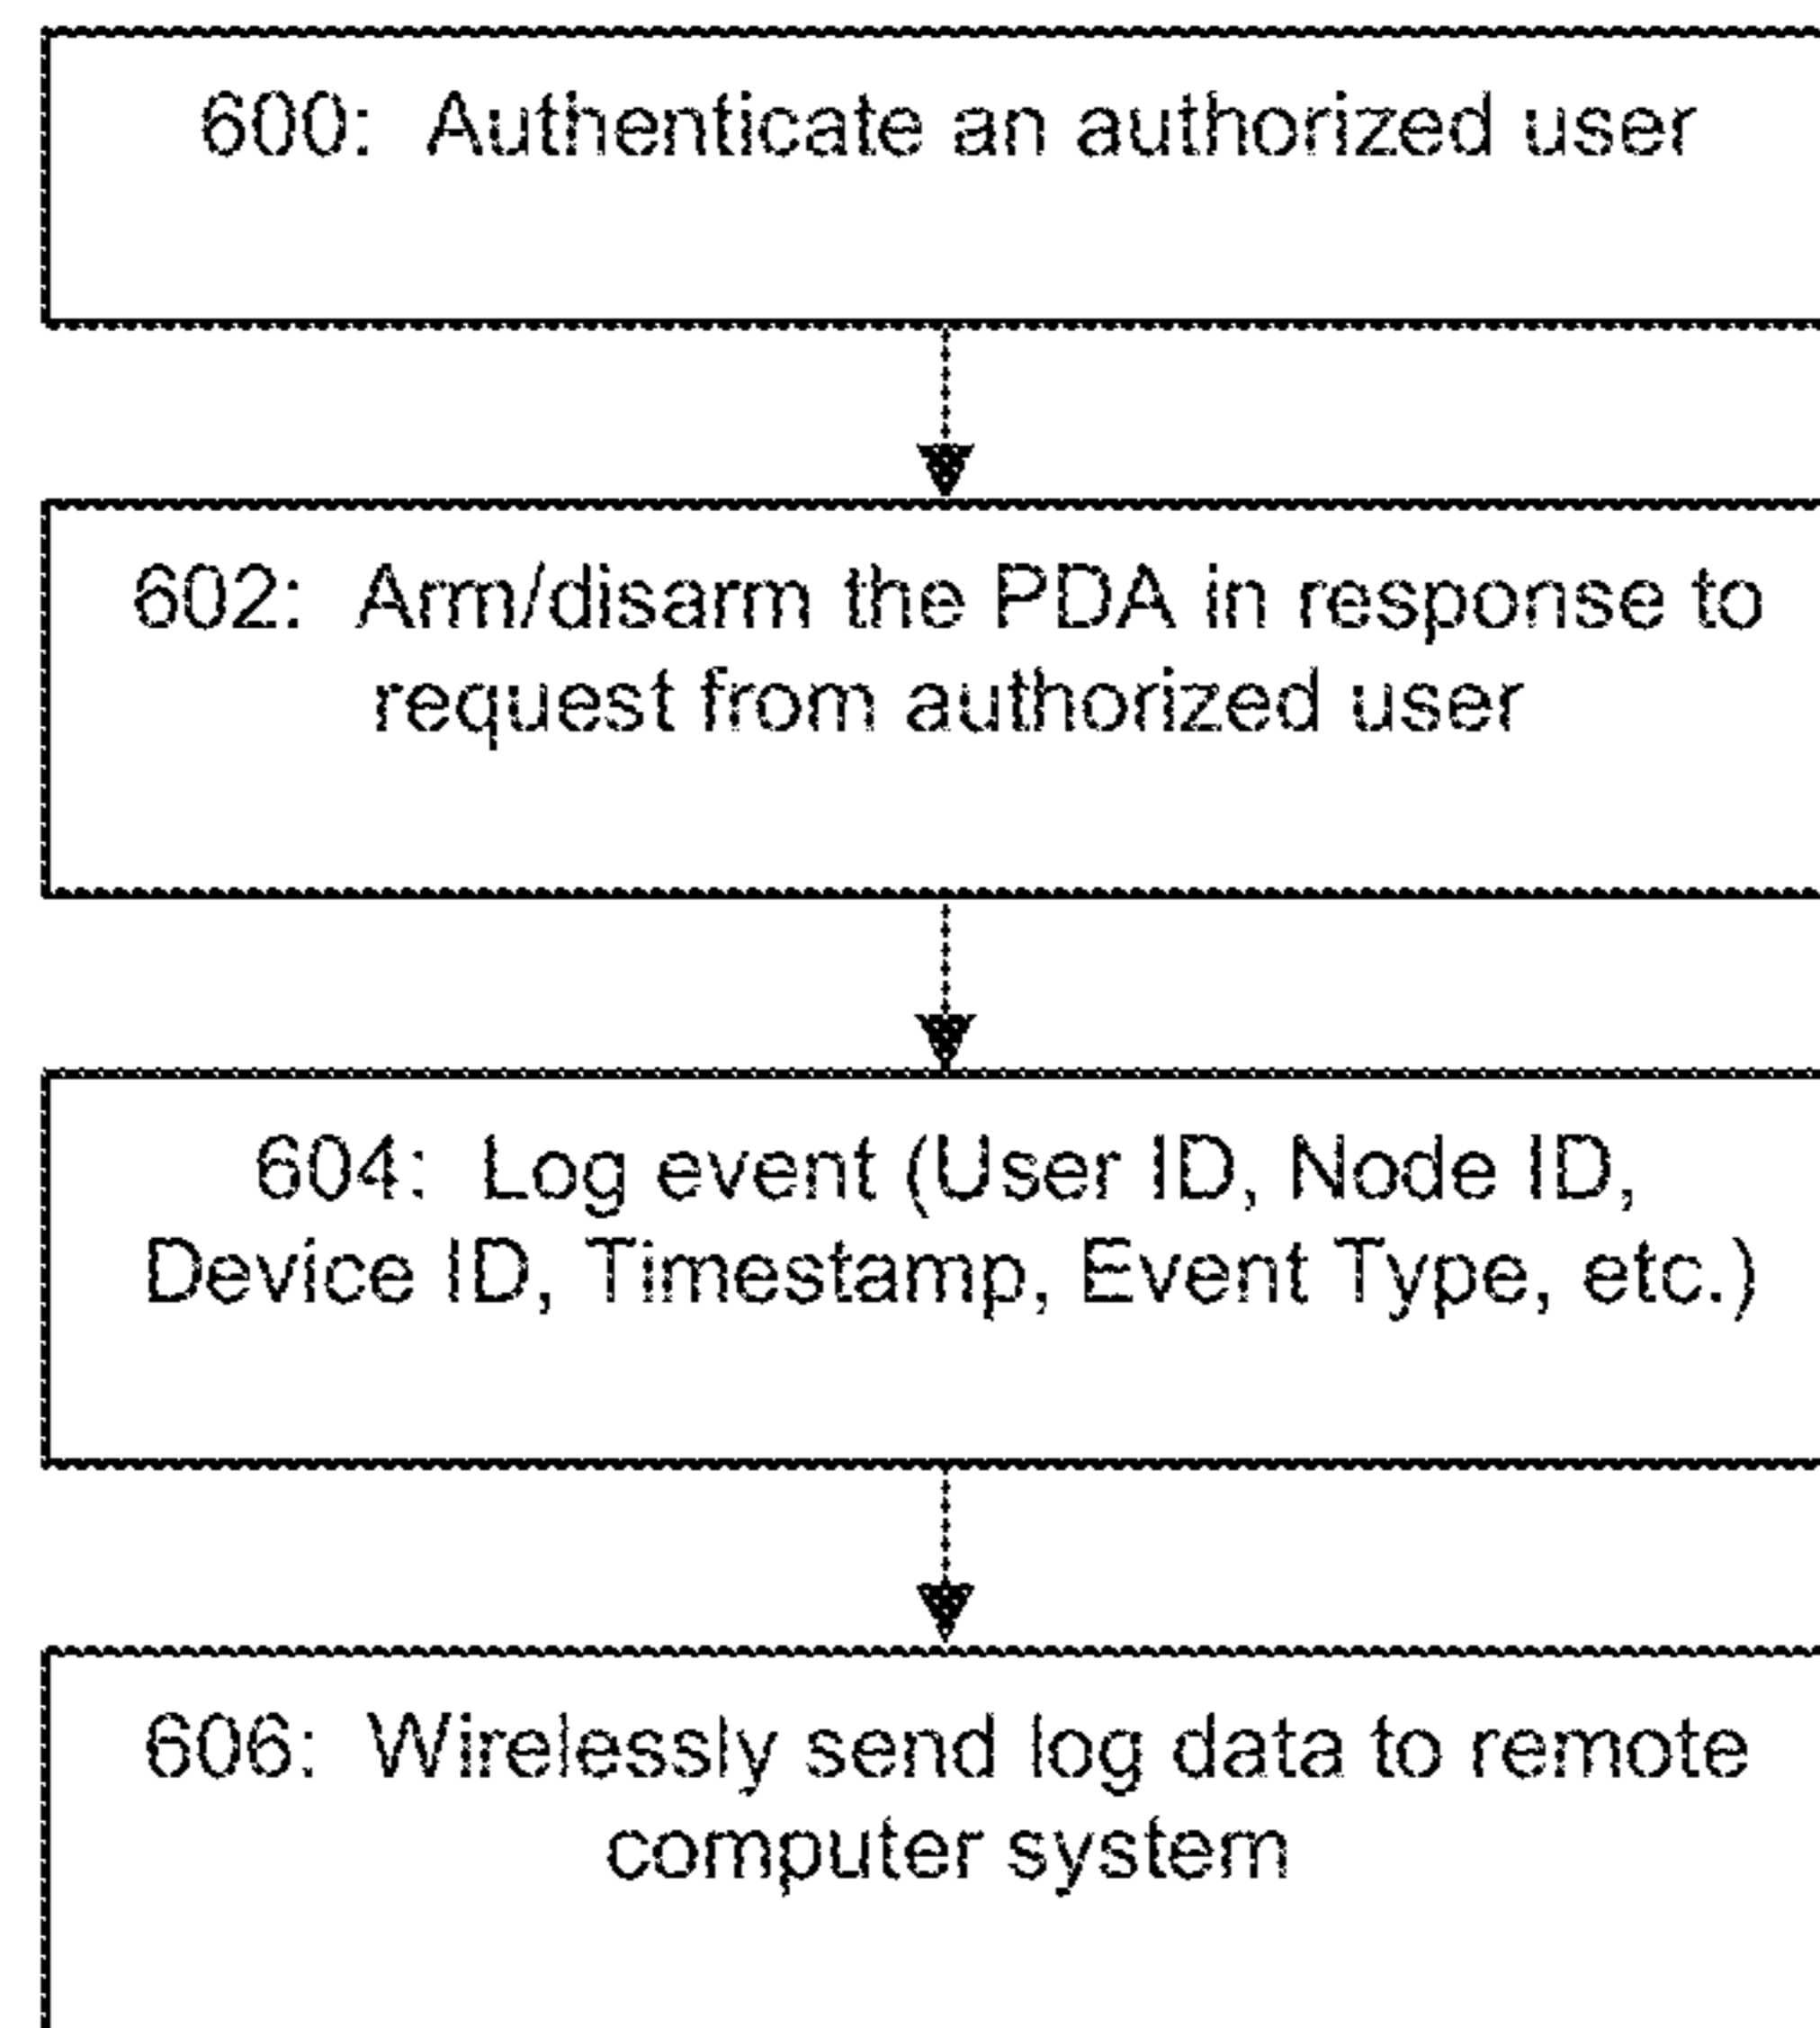 600: Authenticate an authorized user
602: Arm/disarm the PDA in response to
request from authorized user
604: Log event (User ID, Node ID,
Device ID, Timestamp, Event Type, etc.)
606: Wirelessly send log data to remote
computer system